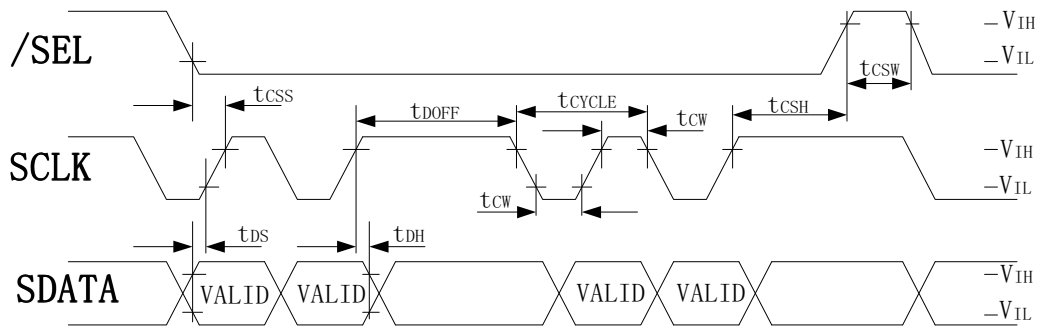 /SEL
VIH
VIL
tCSW
tCSS
tDOFF
tCYCLE
tCW
tCSH
SCLK
VIH
VIL
tCW
tDS
tDH
SDATA
VALID
VALID
VALID
VALID
VIH
VIL